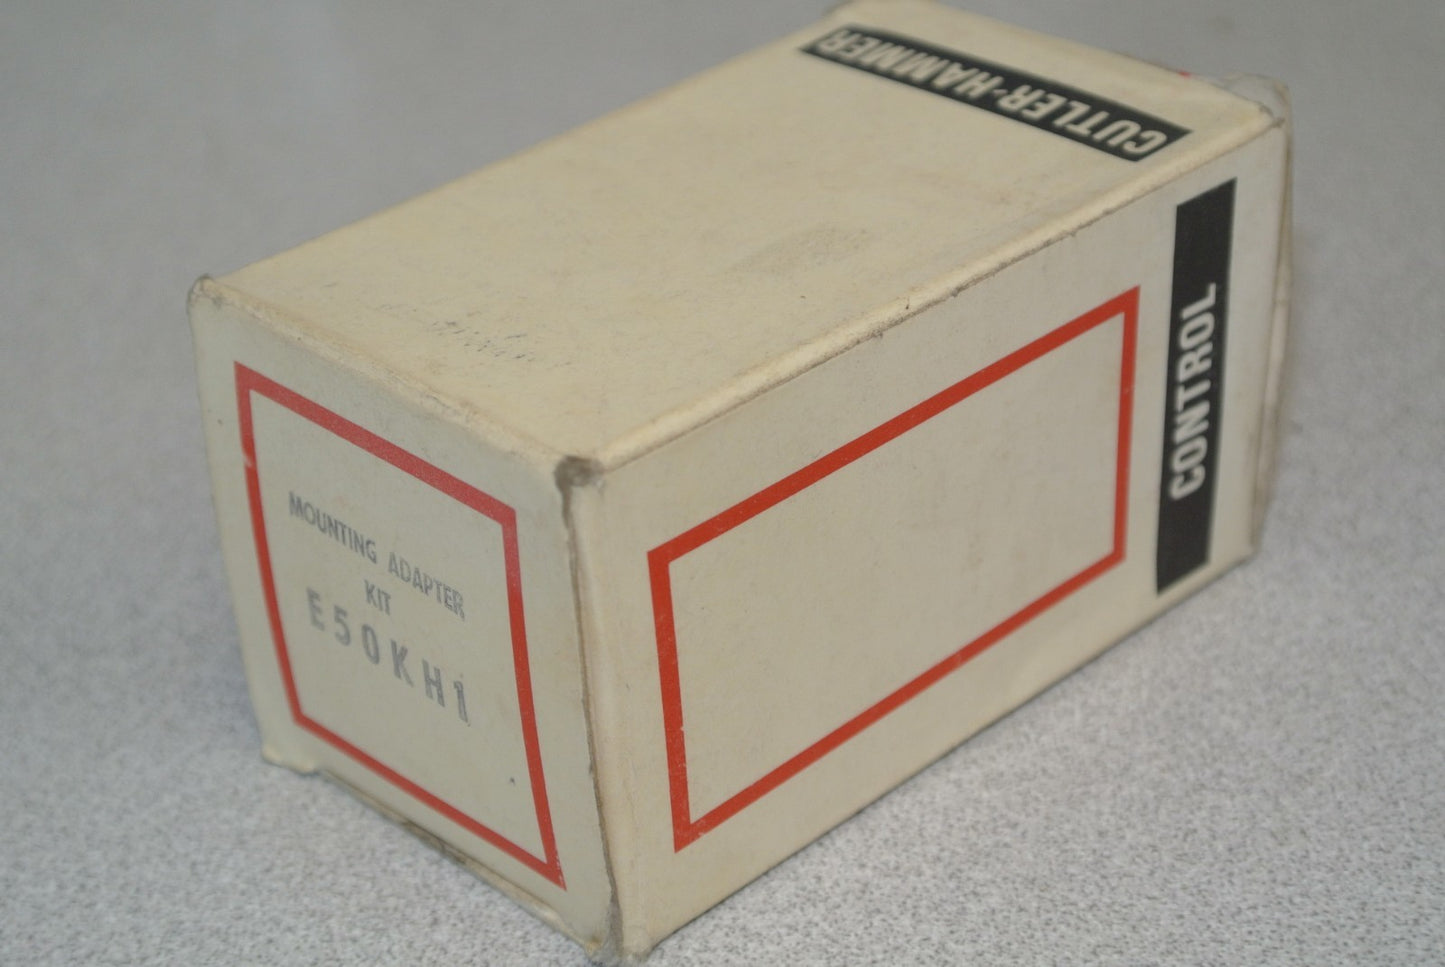 CUTLER-HAMMER
CONTROL
MOUNTING ADAPTER
KIT
E50KH1